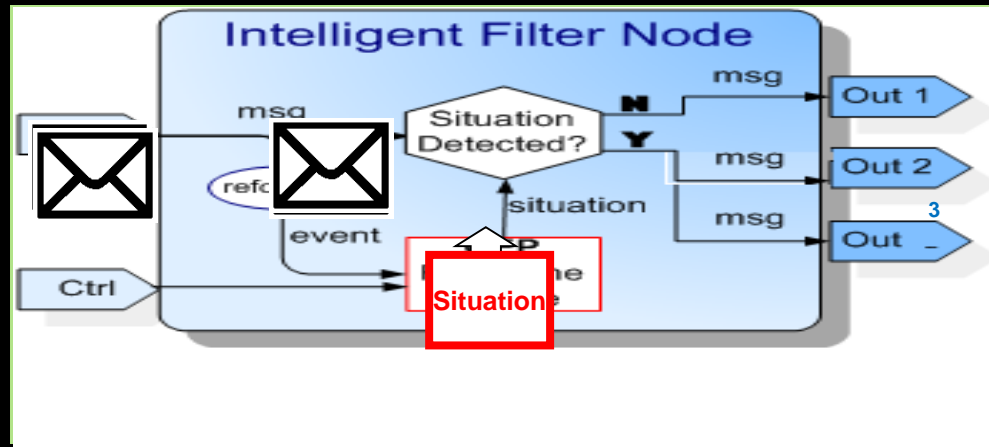 Intelligent Filter Node
msg
msg
Out 1
N
Situation
Detected?
Y
msg
Out 2
situation
msg
3
Out _
event
Ctrl
Situation